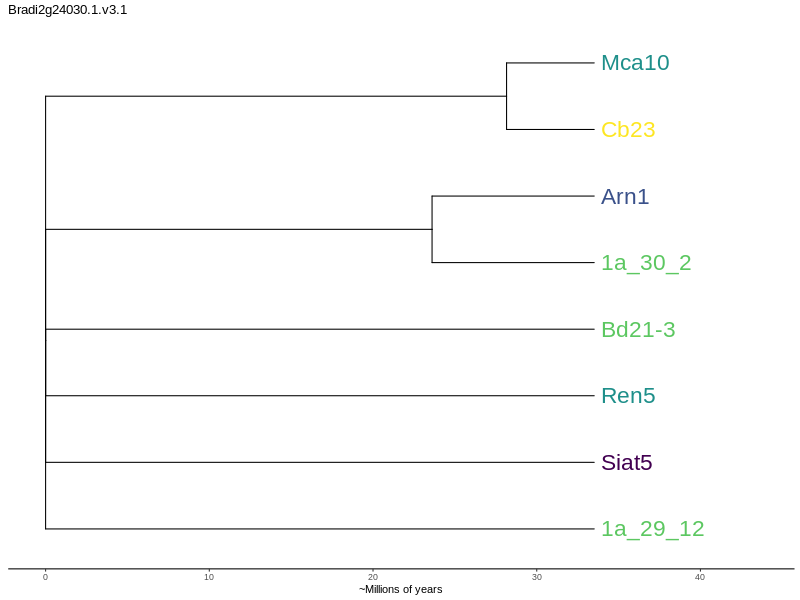 Bradi2g24030.1.v3.1
Mca10
Cb23
Arn1
1a_30_2
Bd21-3
Ren5
Siat5
1a_29_12
0 10 20 30 40
~Millions of years